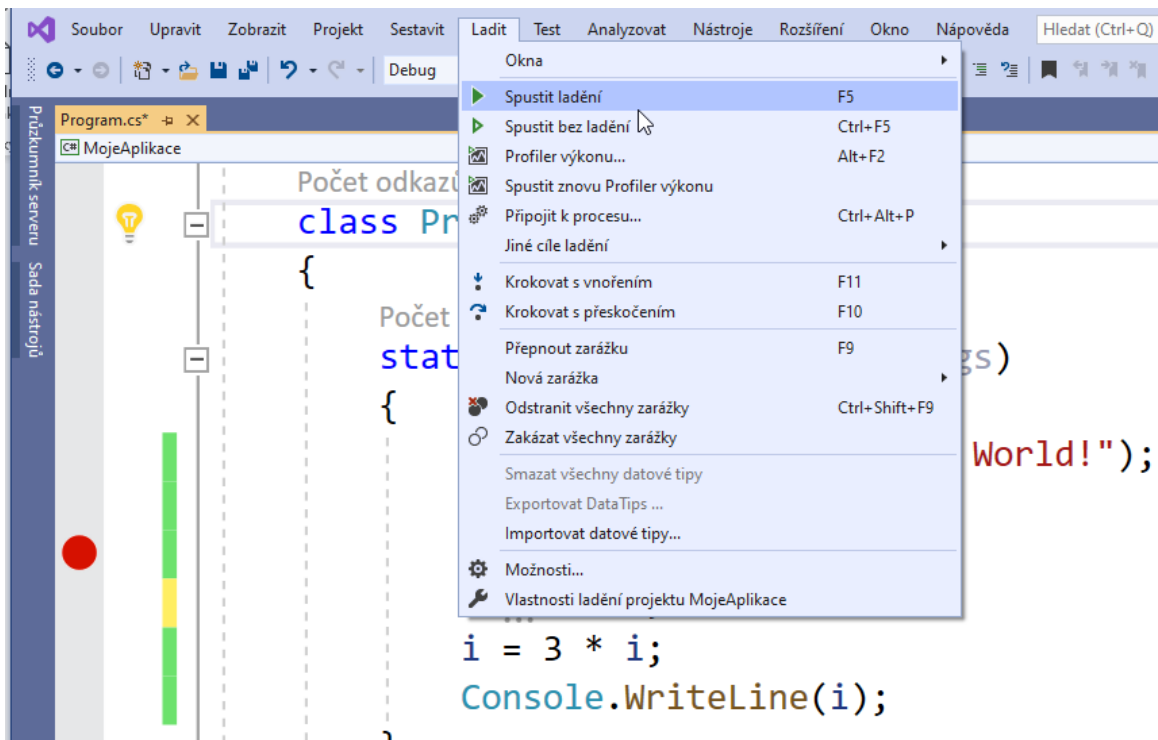 Soubor Upravit Zobrazit Projekt Sestavit Ladit Test Analyzovat Nástroje Rozšíření Okno Nápověda Hledat (Ctrl+Q)
Debug
Okna
Spustit ladění F5
Spustit bez ladění Ctrl+F5
Profiler výkonu... Alt+F2
Spustit znovu Profiler výkonu
Připojit k procesu... Ctrl+Alt+P
Jiné cíle ladění
Krokovat s vnořením F11
Krokovat s přeskočením F10
Přepnout zarážku F9
Nová zarážka
Odstranit všechny zarážky Ctrl+Shift+F9
Zakázat všechny zarážky
Smazat všechny datové tipy
Exportovat DataTips ...
Importovat datové tipy...
Možnosti...
Vlastnosti ladění projektu MojeAplikace
Průzkumník serveru
Sada nástrojů
Program.cs*
C# MojeAplikace
Počet odkazů
class Pr
{
Počet
stat gs)
{
World!");
i = 3 * i;
Console.WriteLine(i);